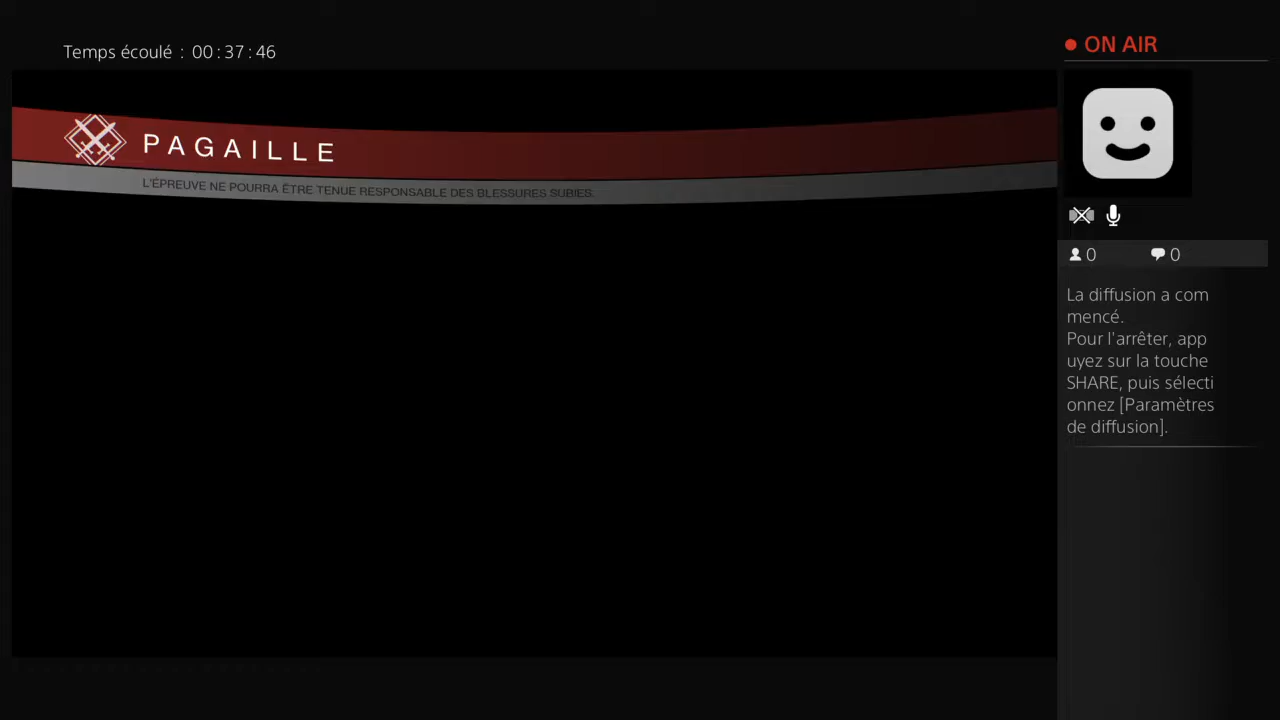 Temps écoulé : 00:37:46
ON AIR
PAGAILLE
L'ÉPREUVE NE POURRA ÊTRE TENUE RESPONSABLE DES BLESSURES SUBIES.
0
0
La diffusion a com
mencé.
Pour l'arrêter, app
uyez sur la touche
SHARE, puis sélecti
onnez [Paramètres
de diffusion].